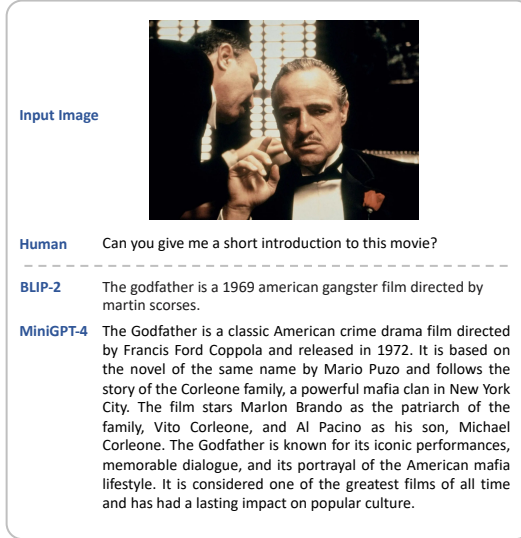 Input Image
Human Can you give me a short introduction to this movie?
BLIP-2 The godfather is a 1969 american gangster film directed by
martin scorses.
MiniGPT-4 The Godfather is a classic American crime drama film directed
by Francis Ford Coppola and released in 1972. It is based on
the novel of the same name by Mario Puzo and follows the
story of the Corleone family, a powerful mafia clan in New York
City. The film stars Marlon Brando as the patriarch of the
family, Vito Corleone, and Al Pacino as his son, Michael
Corleone. The Godfather is known for its iconic performances,
memorable dialogue, and its portrayal of the American mafia
lifestyle. It is considered one of the greatest films of all time
and has had a lasting impact on popular culture.